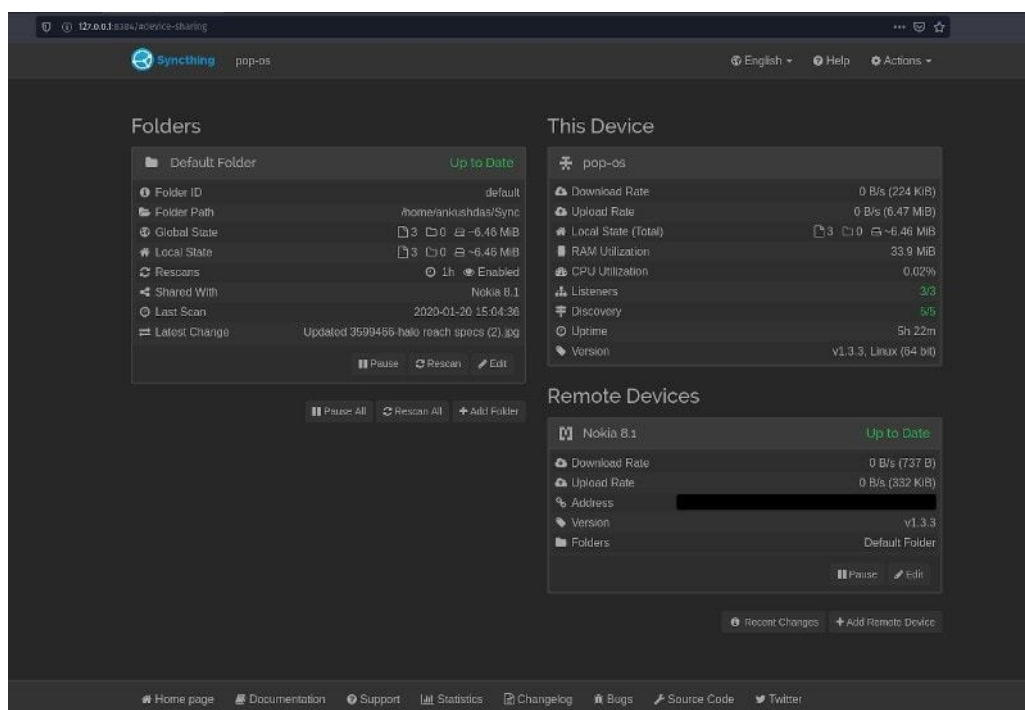 127.0.0.1:8384/#device-sharing
Syncthing pop-os English Help Actions
Folders
Default Folder Up to Date
Folder ID default
Folder Path /home/ankushdas/Sync
Global State 3 0 ~6.46 MiB
Local State 3 0 ~6.46 MiB
Rescans 1h Enabled
Shared With Nokia 8.1
Last Scan 2020-01-20 15:04:36
Latest Change Updated 3599466-halo reach specs (2).jpg
Pause Rescan Edit
Pause All Rescan All Add Folder
This Device
pop-os
Download Rate 0 B/s (224 KiB)
Upload Rate 0 B/s (6.47 MiB)
Local State (Total) 3 0 ~6.46 MiB
RAM Utilization 33.9 MiB
CPU Utilization 0.02%
Listeners 3/3
Discovery 5/5
Uptime 5h 22m
Version v1.3.3, Linux (64 bit)
Remote Devices
Nokia 8.1 Up to Date
Download Rate 0 B/s (737 B)
Upload Rate 0 B/s (332 KiB)
Address
Version v1.3.3
Folders Default Folder
Pause Edit
Recent Changes Add Remote Device
Home page Documentation Support Statistics Changelog Bugs Source Code Twitter